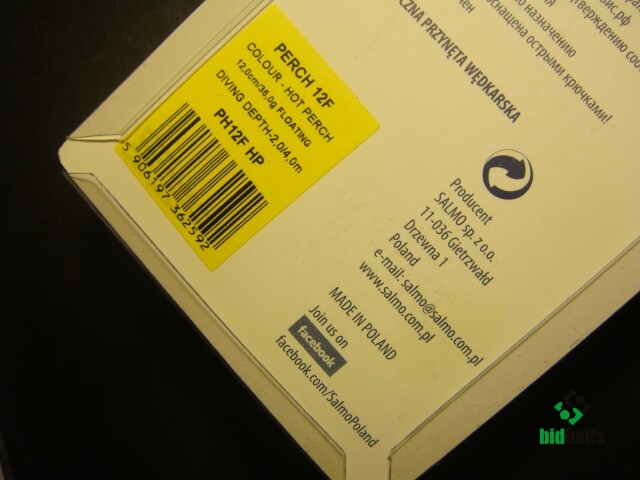 PERCH 12F
COLOUR - HOT PERCH
12,0cm/36,0g FLOATING
DIVING DEPTH-2,0/4,0m
PH12F HP
5 906197 362592
оснащена острыми крючками!
назначению
PRZYNĘTA WĘDKARSKA
Producent
SALMO sp. z o.o.
11-036 Gietrzwałd
Drzewna 1
Poland
e-mail: salmo@salmo.com.pl
www.salmo.com.pl
MADE IN POLAND
Join us on
facebook
facebook.com/SalmoPoland
bidbaits